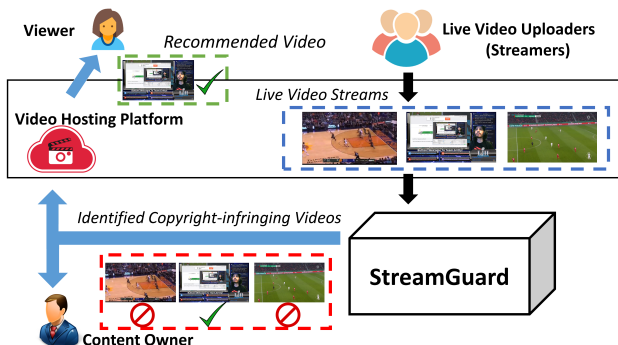 Viewer
Recommended Video
Live Video Uploaders
(Streamers)
Live Video Streams
Video Hosting Platform
Identified Copyright-infringing Videos
StreamGuard
Content Owner